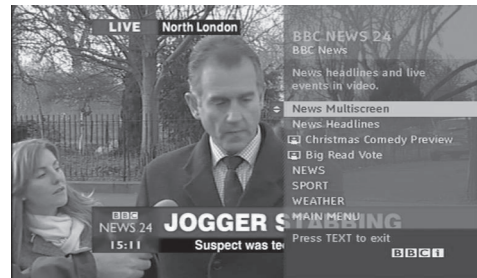 LIVE North London
BBC NEWS 24
BBC News
News headlines and live
events in video.
News Multiscreen
News Headlines
Christmas Comedy Preview
Big Read Vote
NEWS
SPORT
WEATHER
MAIN MENU
Press TEXT to exit
BBCi
BBC
NEWS 24
15:11
JOGGER STABBING
Suspect was